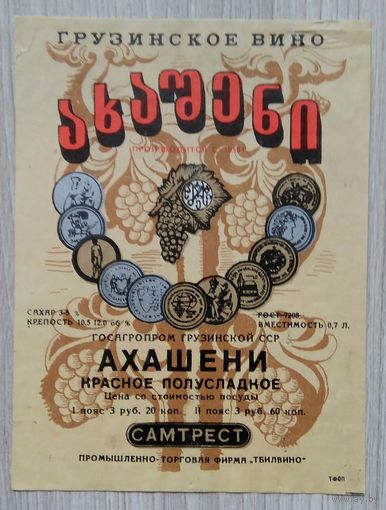 ГРУЗИНСКОЕ ВИНО
ახაშენი
ПРОИЗВОДИТСЯ С
САХАР 3-5 %
КРЕПОСТЬ 10,5 12,0 об %
ГОСТ-7208
ВМЕСТИМОСТЬ 0,7 Л.
ГОСАГРОПРОМ ГРУЗИНСКОЙ ССР
АХАШЕНИ
КРАСНОЕ ПОЛУСЛАДКОЕ
Цена со стоимостью посуды
I пояс 3 руб. 20 коп. II пояс 3 руб. 60 коп.
САМТРЕСТ
ПРОМЫШЛЕННО-ТОРГОВАЯ ФИРМА „ТБИЛВИНО"
ТФОП